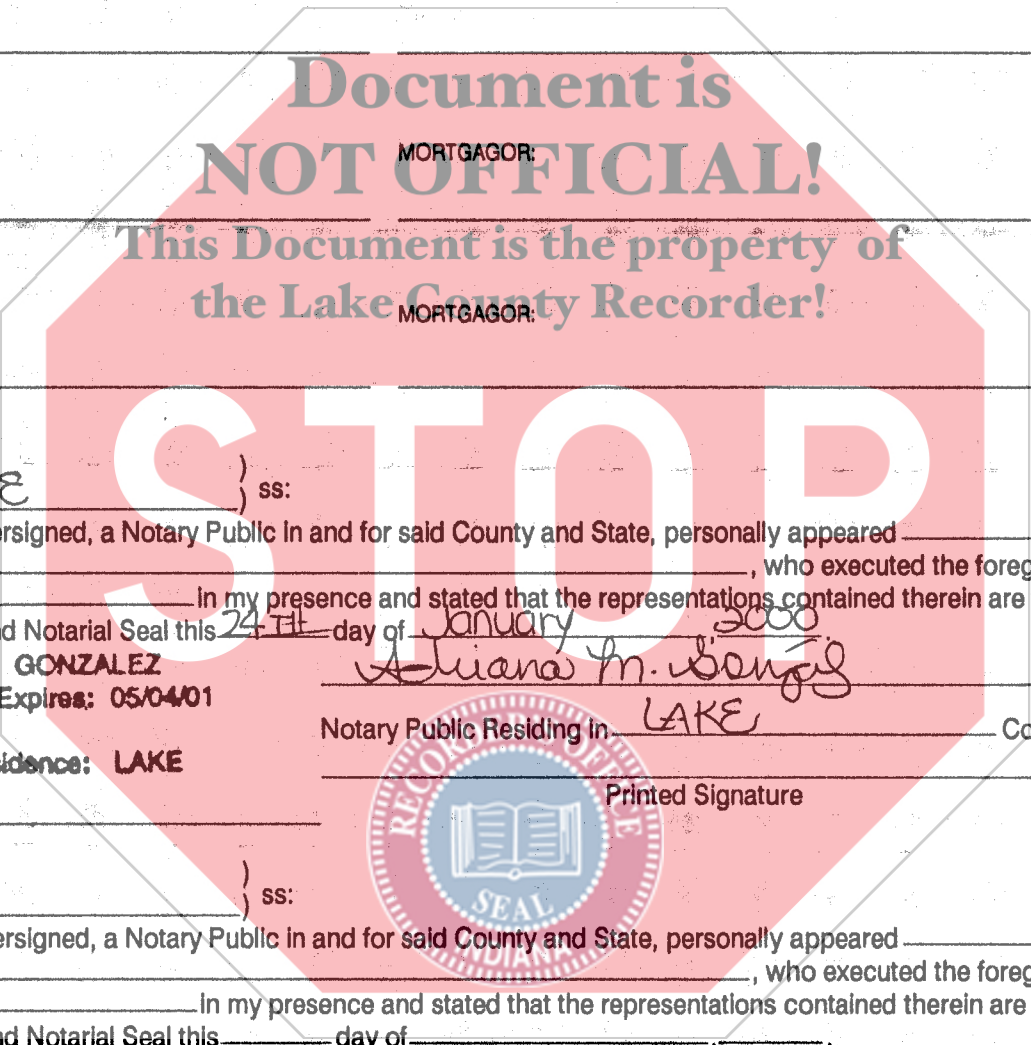 Document is
NOT OFFICIAL!
MORTGAGOR:
This Document is the property of
the Lake County Recorder!
MORTGAGOR:
STOP
E ) ss:
ersigned, a Notary Public in and for said County and State, personally appeared
, who executed the foreg
in my presence and stated that the representations contained therein are
nd Notarial Seal this 24TH day of January 2000.
GONZALEZ
Adriana M.
Expires: 05/04/01
Notary Public Residing in LAKE Co
sidence: LAKE
Printed Signature
RECORDER'S OFFICE
SEAL
INDIANA
) ss:
ersigned, a Notary Public in and for said County and State, personally appeared
, who executed the foreg
in my presence and stated that the representations contained therein are
nd Notarial Seal this day of , .